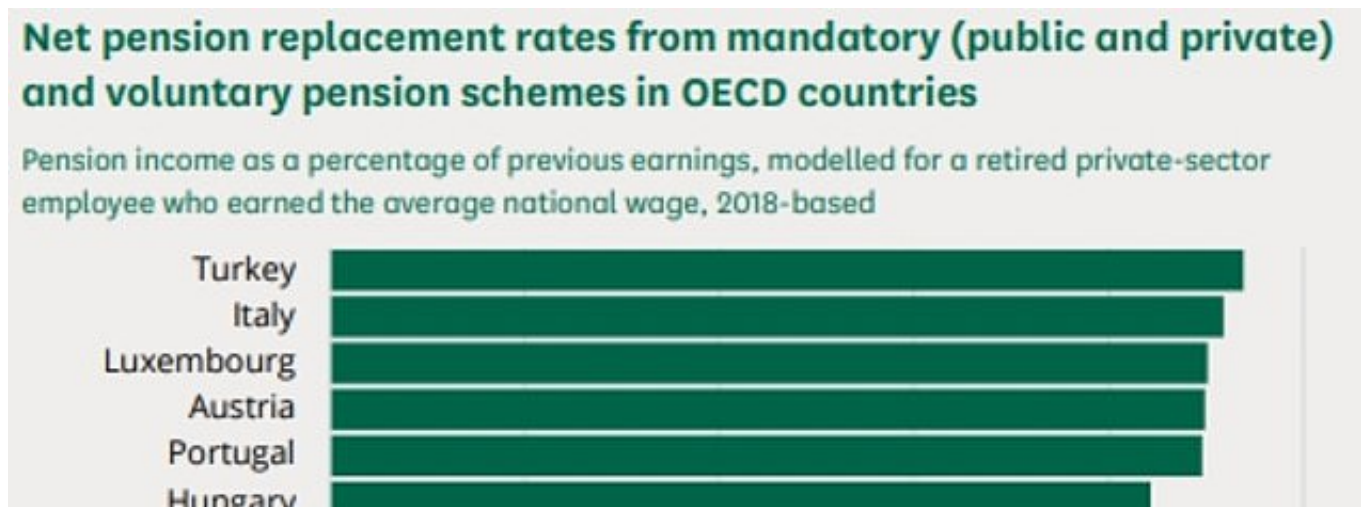 Net pension replacement rates from mandatory (public and private)
and voluntary pension schemes in OECD countries
Pension income as a percentage of previous earnings, modelled for a retired private-sector
employee who earned the average national wage, 2018-based
Turkey
Italy
Luxembourg
Austria
Portugal
Hungary